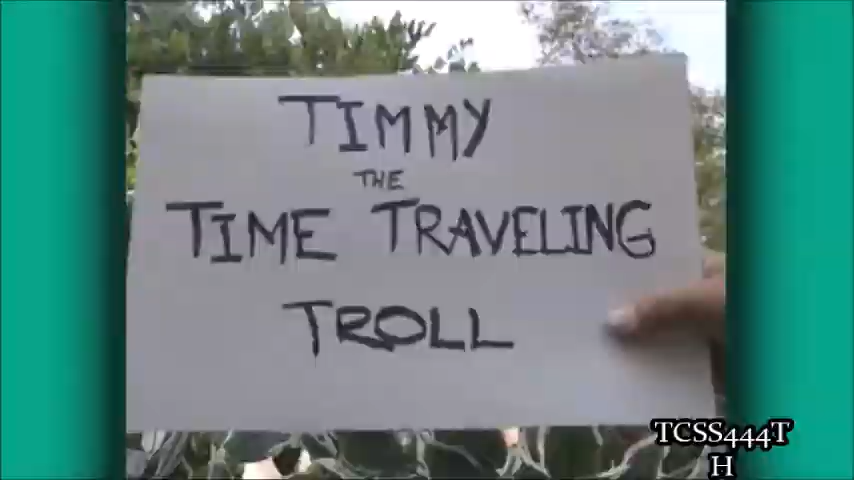 TIMMY
THE
TIME TRAVELING
TROLL
TCSS444T
H